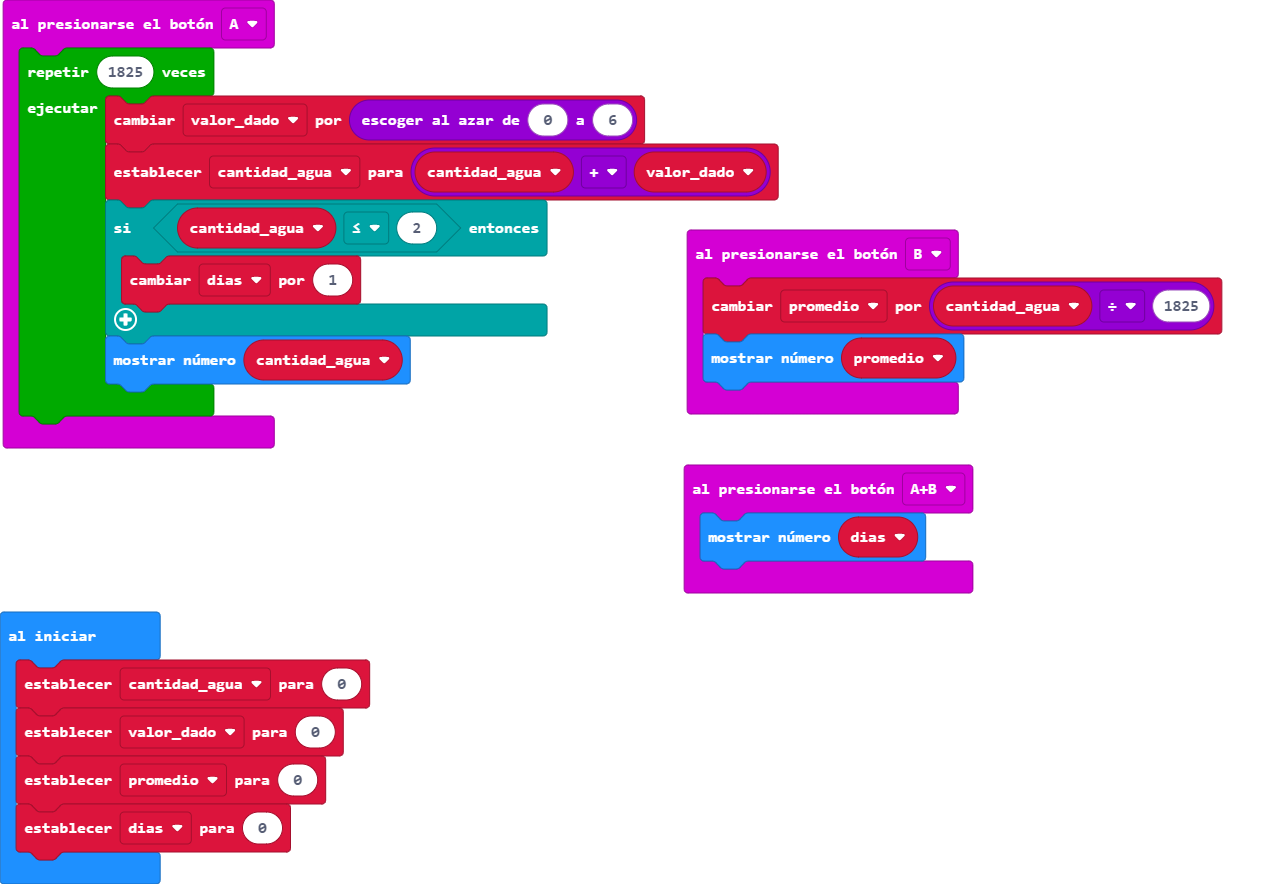 al presionarse el botón A
repetir 1825 veces
ejecutar
cambiar valor_dado por escoger al azar de 0 a 6
establecer cantidad_agua para cantidad_agua + valor_dado
si cantidad_agua ≤ 2 entonces
cambiar dias por 1
mostrar número cantidad_agua
al presionarse el botón B
cambiar promedio por cantidad_agua ÷ 1825
mostrar número promedio
al presionarse el botón A+B
mostrar número dias
al iniciar
establecer cantidad_agua para 0
establecer valor_dado para 0
establecer promedio para 0
establecer dias para 0